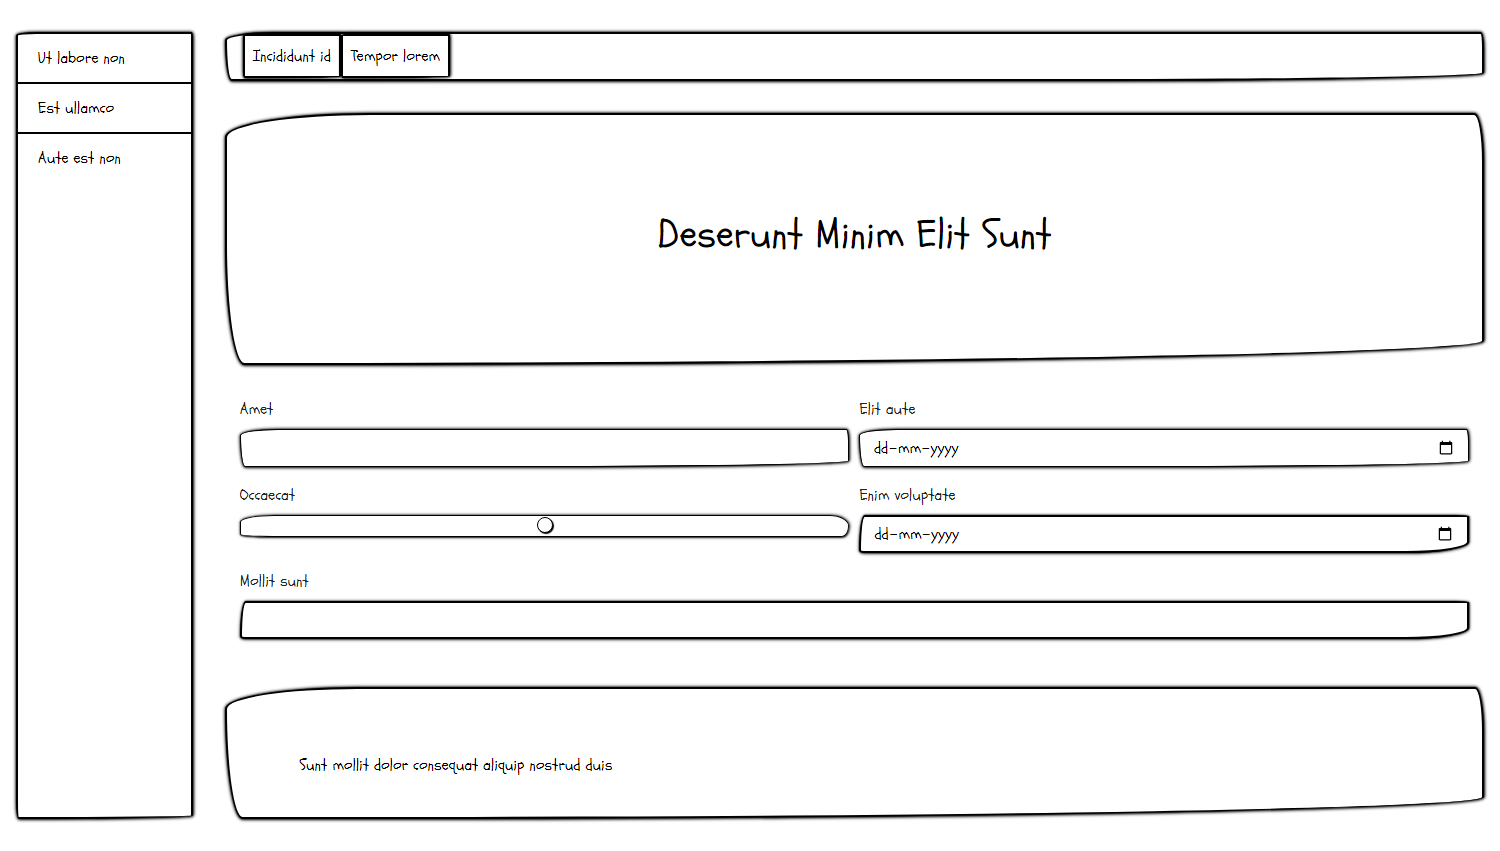 Ut labore non
Est ullamco
Aute est non
Incididunt id
Tempor lorem
Deserunt Minim Elit Sunt
Amet
Elit aute
dd-mm-yyyy
Occaecat
Enim voluptate
dd-mm-yyyy
Mollit sunt
Sunt mollit dolor consequat aliquip nostrud duis